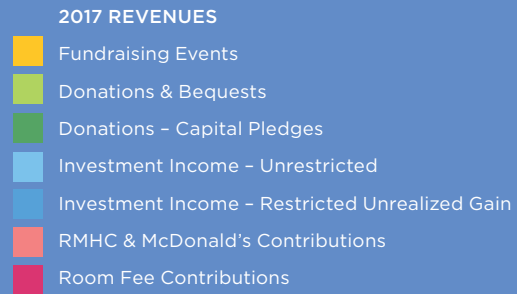 2017 REVENUES
Fundraising Events
Donations & Bequests
Donations – Capital Pledges
Investment Income – Unrestricted
Investment Income – Restricted Unrealized Gain
RMHC & McDonald's Contributions
Room Fee Contributions